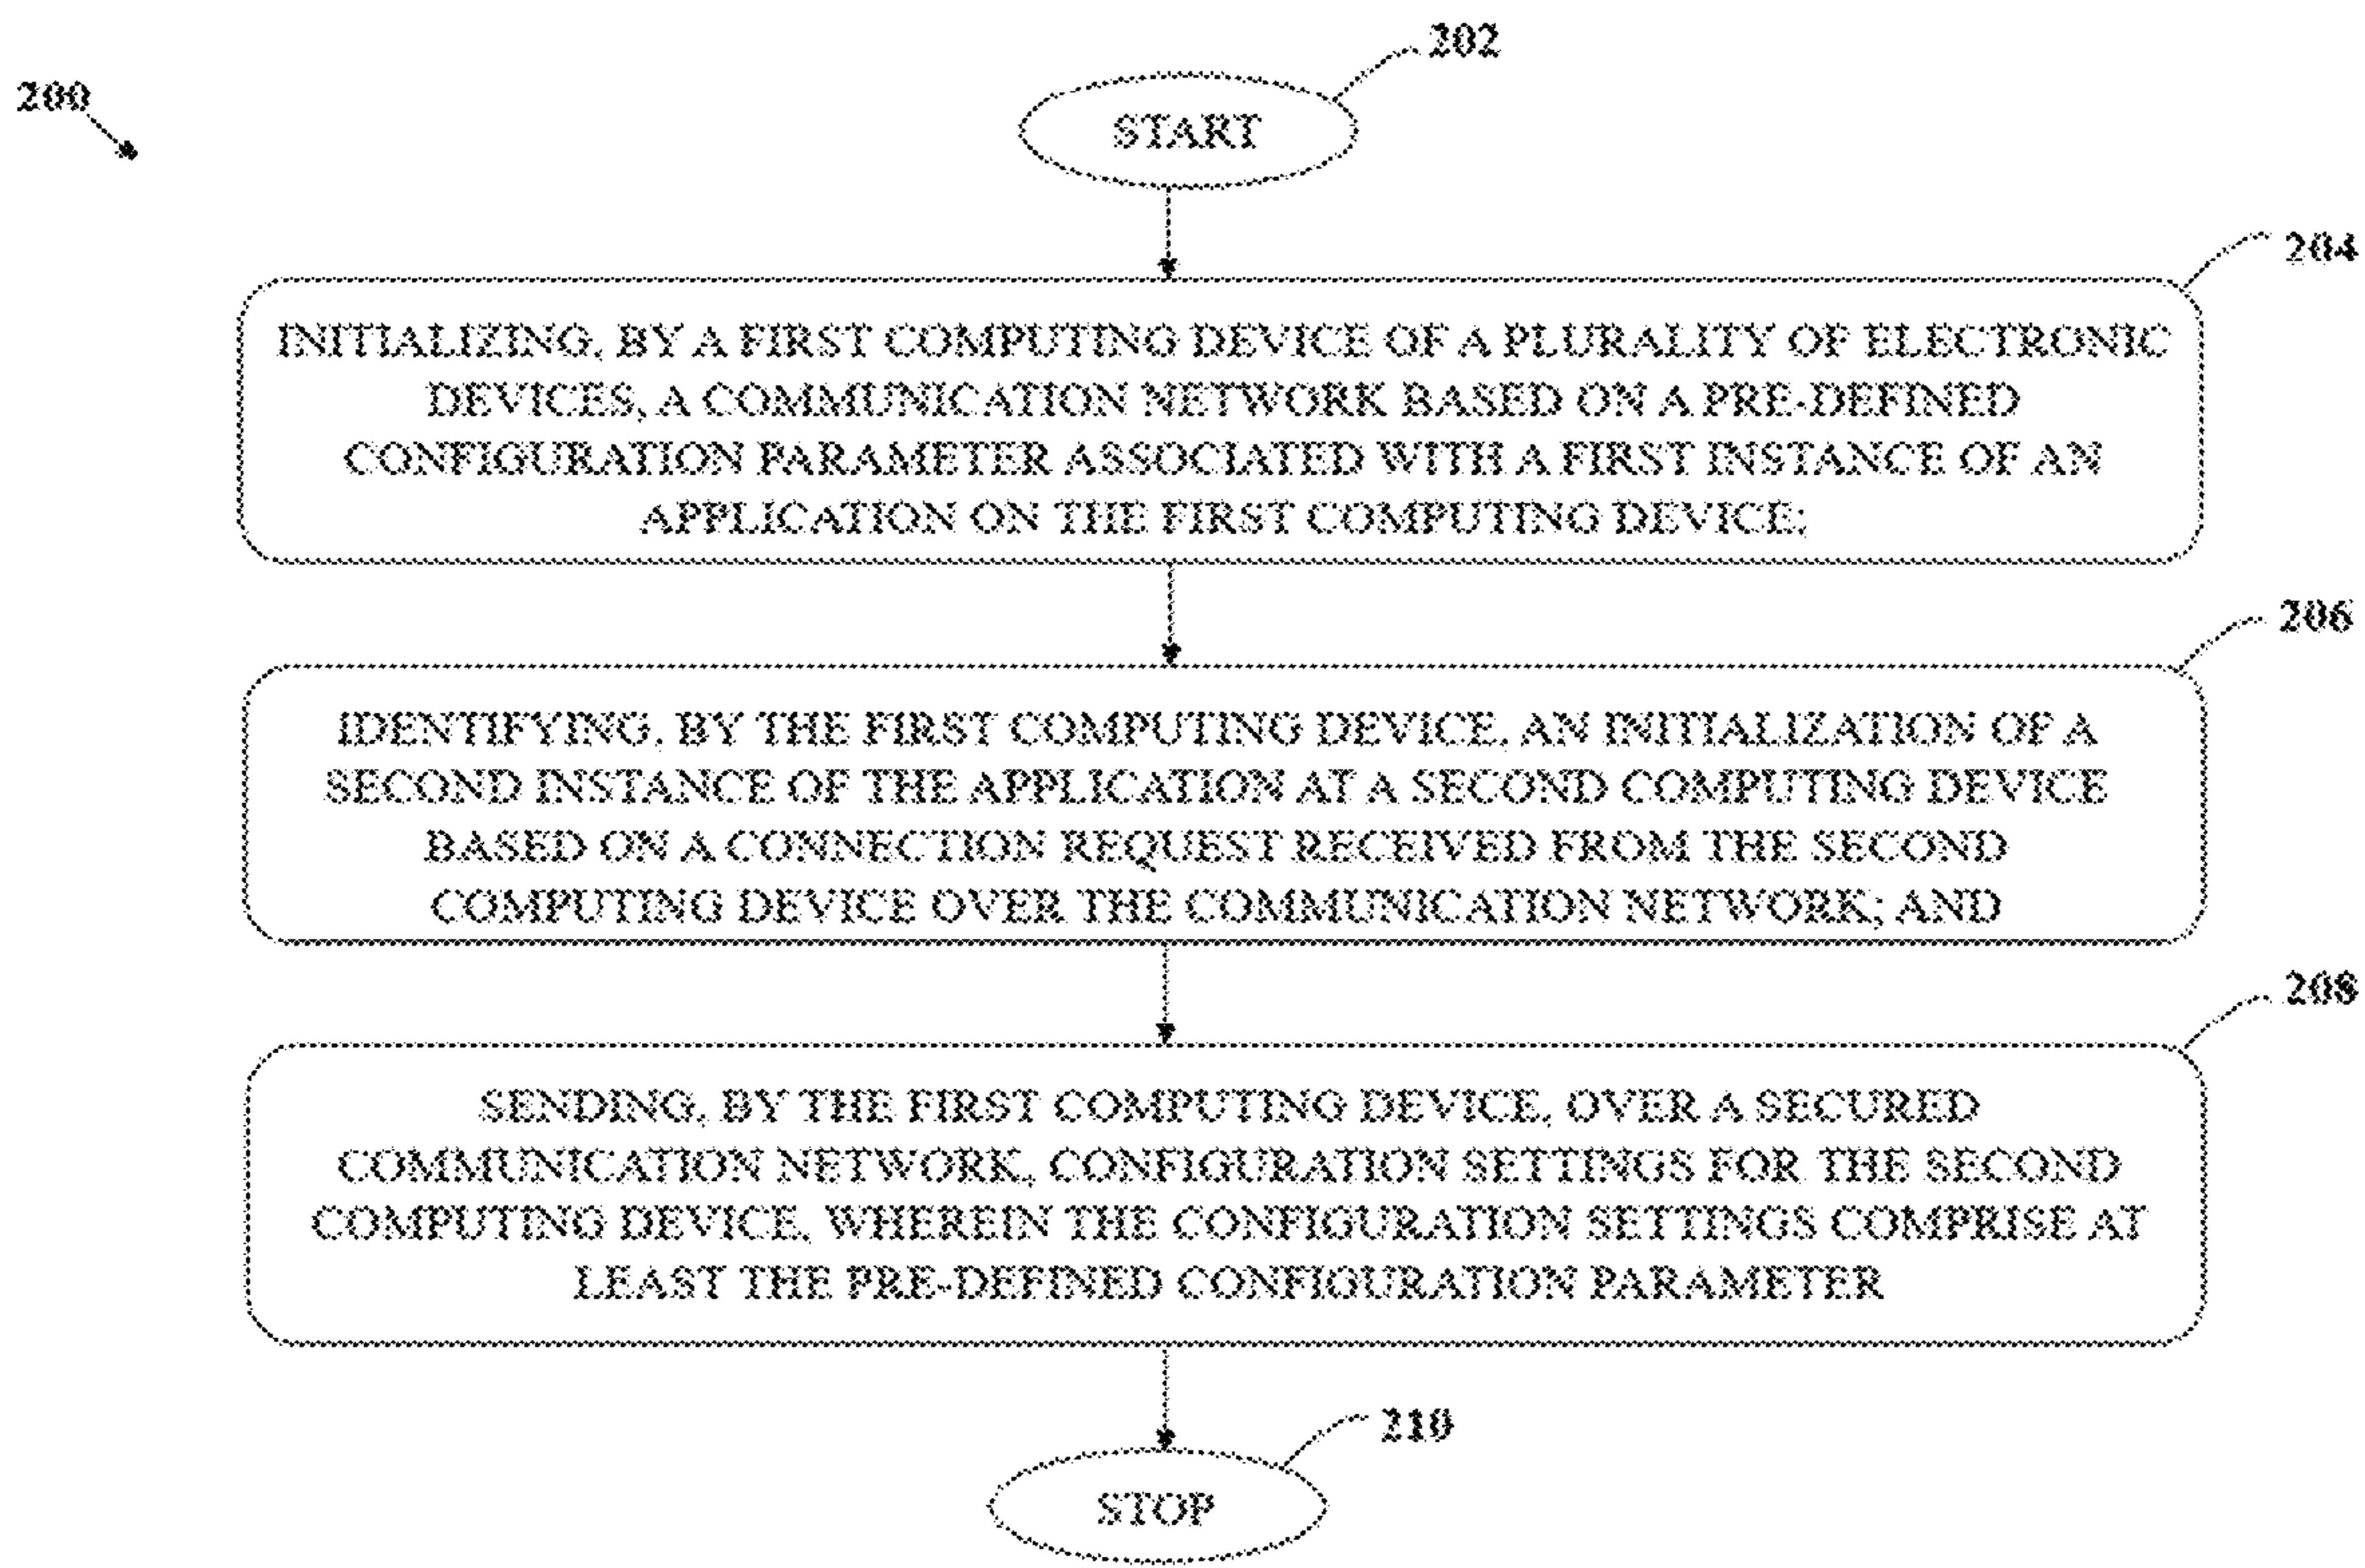 202
200
START
204
INITIALIZING, BY A FIRST COMPUTING DEVICE OF A PLURALITY OF ELECTRONIC
DEVICES, A COMMUNICATION NETWORK BASED ON A PRE-DEFINED
CONFIGURATION PARAMETER ASSOCIATED WITH A FIRST INSTANCE OF AN
APPLICATION ON THE FIRST COMPUTING DEVICE;
206
IDENTIFYING, BY THE FIRST COMPUTING DEVICE, AN INITIALIZATION OF A
SECOND INSTANCE OF THE APPLICATION AT A SECOND COMPUTING DEVICE
BASED ON A CONNECTION REQUEST RECEIVED FROM THE SECOND
COMPUTING DEVICE OVER THE COMMUNICATION NETWORK; AND
208
SENDING, BY THE FIRST COMPUTING DEVICE, OVER A SECURED
COMMUNICATION NETWORK, CONFIGURATION SETTINGS FOR THE SECOND
COMPUTING DEVICE, WHEREIN THE CONFIGURATION SETTINGS COMPRISE AT
LEAST THE PRE-DEFINED CONFIGURATION PARAMETER
210
STOP